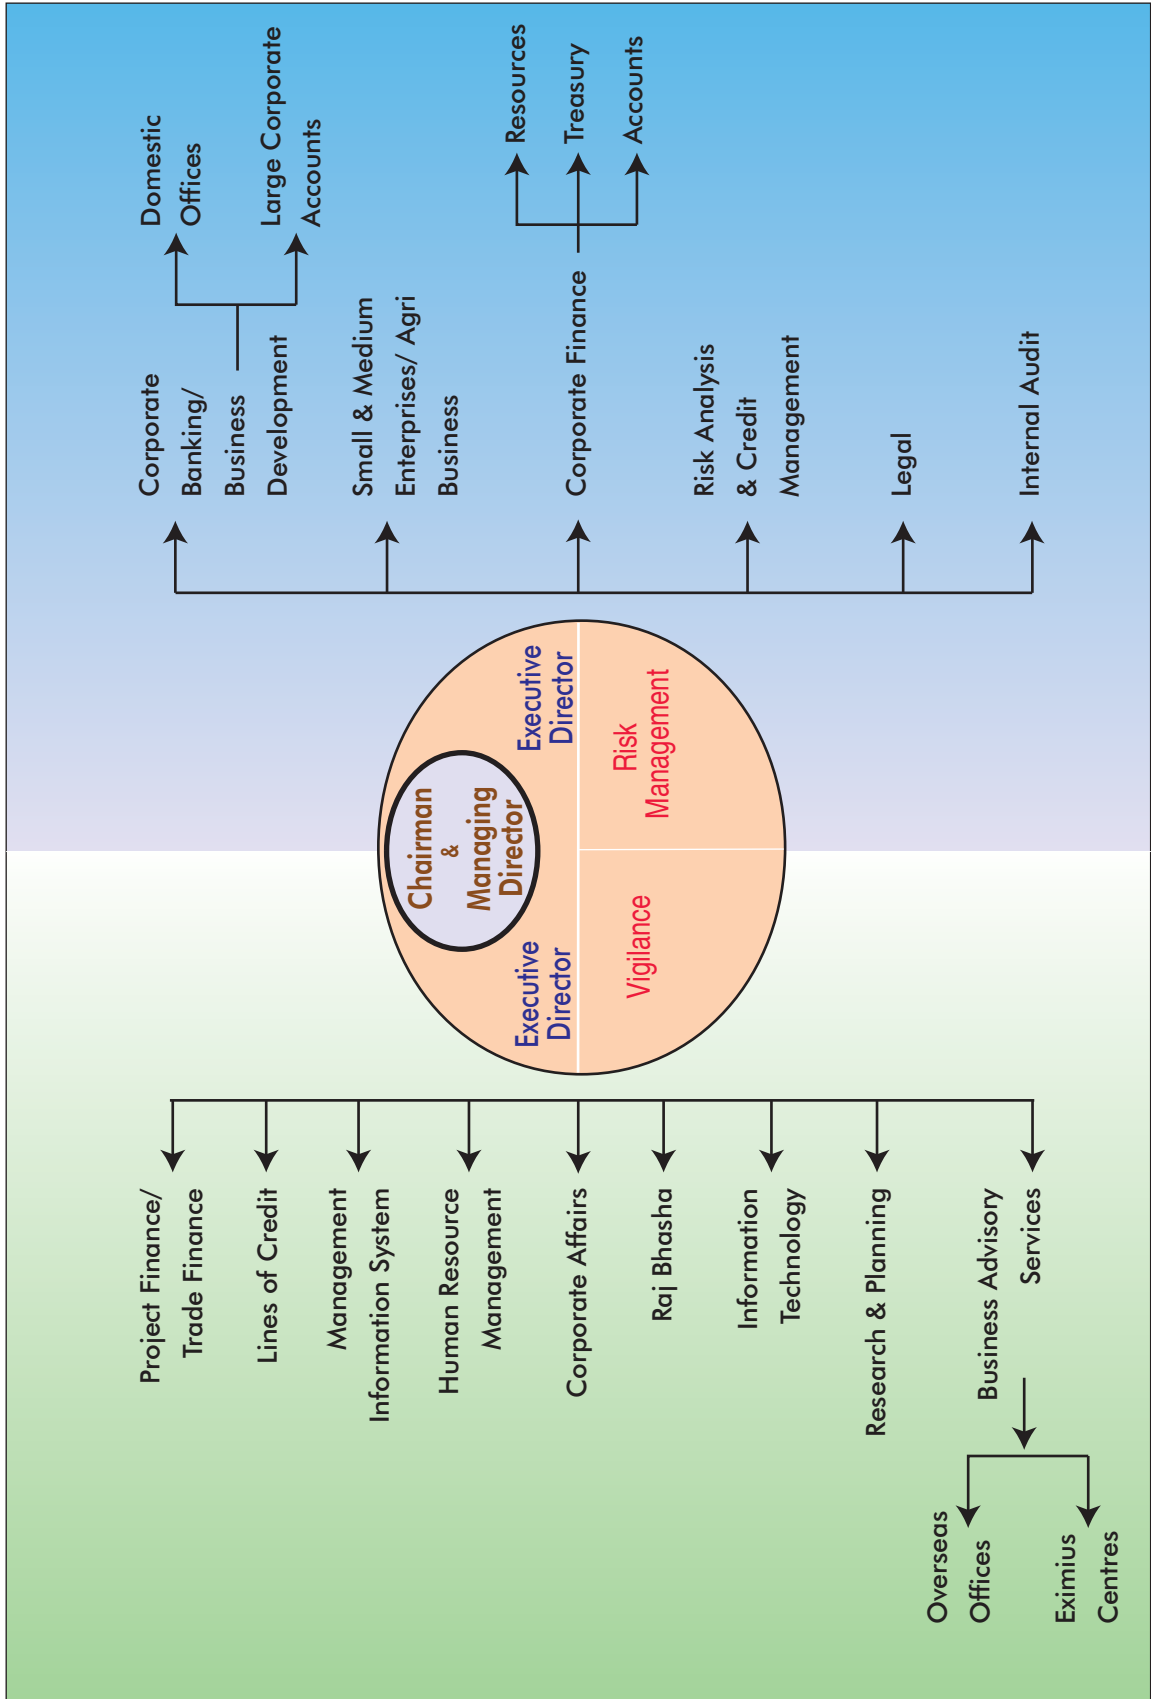 Chairman
&
Managing
Director
Executive
Director
Executive
Director
Vigilance
Risk
Management
Project Finance/
Trade Finance
Lines of Credit
Management
Information System
Human Resource
Management
Corporate Affairs
Raj Bhasha
Information
Technology
Research & Planning
Business Advisory
Services
Overseas
Offices
Eximius
Centres
Corporate
Banking/
Business
Development
Domestic
Offices
Large Corporate
Accounts
Small & Medium
Enterprises/ Agri
Business
Corporate Finance
Resources
Treasury
Accounts
Risk Analysis
& Credit
Management
Legal
Internal Audit